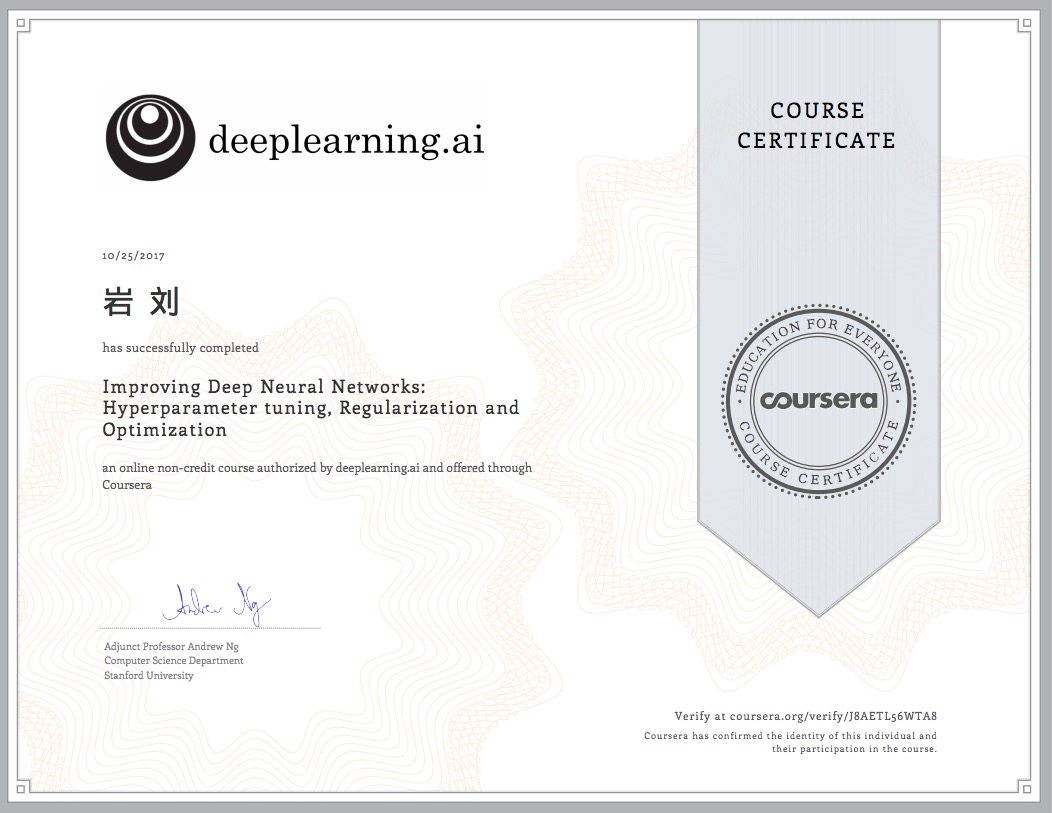 deeplearning.ai
COURSE
CERTIFICATE
10/25/2017
岩 刘
has successfully completed
Improving Deep Neural Networks:
Hyperparameter tuning, Regularization and
Optimization
an online non-credit course authorized by deeplearning.ai and offered through
Coursera
EDUCATION FOR EVERYONE
coursera
COURSE CERTIFICATE
Andrew Ng
Adjunct Professor Andrew Ng
Computer Science Department
Stanford University
Verify at coursera.org/verify/J8AETL56WTA8
Coursera has confirmed the identity of this individual and
their participation in the course.